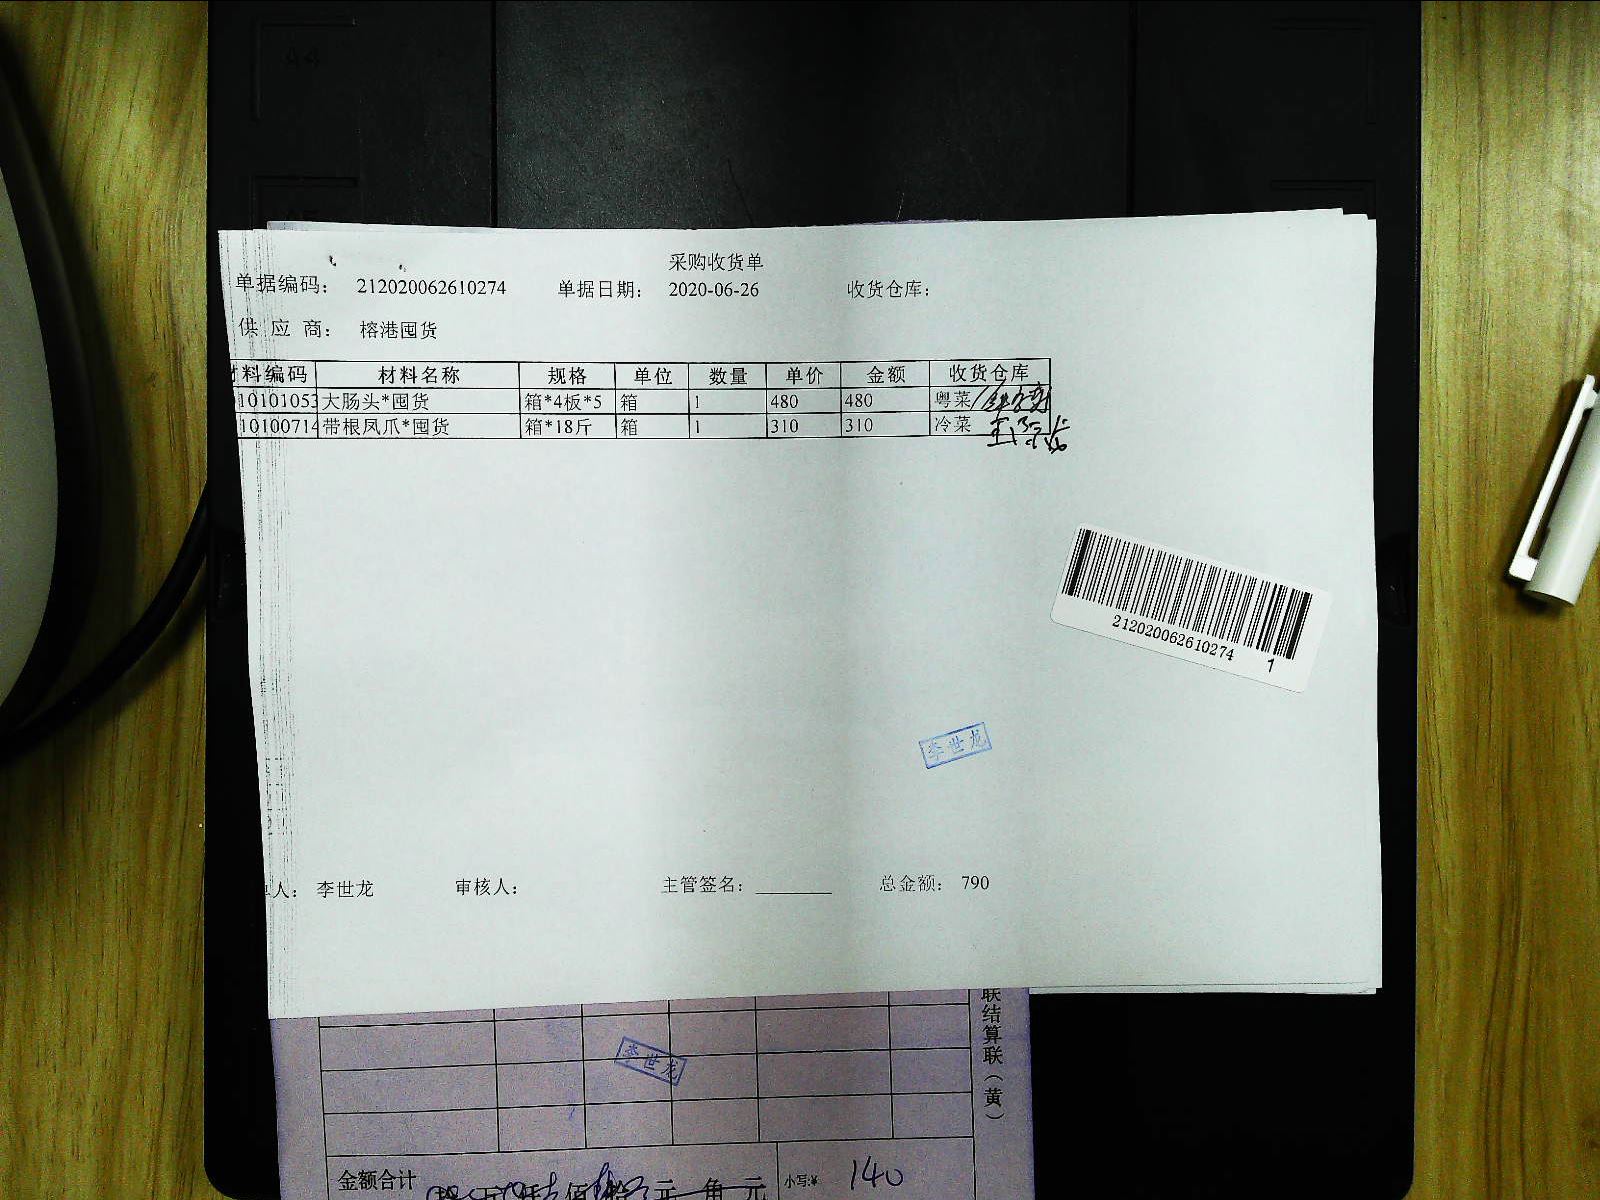 采购收货单
单据编码： 212020062610274 单据日期： 2020-06-26 收货仓库：
供 应 商： 榕港囤货
料编码 材料名称 规格 单位 数量 单价 金额 收货仓库
10101053 大肠头*囤货 箱*4板*5 箱 1 480 480 粤菜
10100714 带根凤爪*囤货 箱*18斤 箱 1 310 310 冷菜
212020062610274 1
李世龙
人： 李世龙 审核人： 主管签名： 总金额： 790
联结算联（黄）
李世龙
金额合计 佰 拾 元 角 元 小写:¥ 140